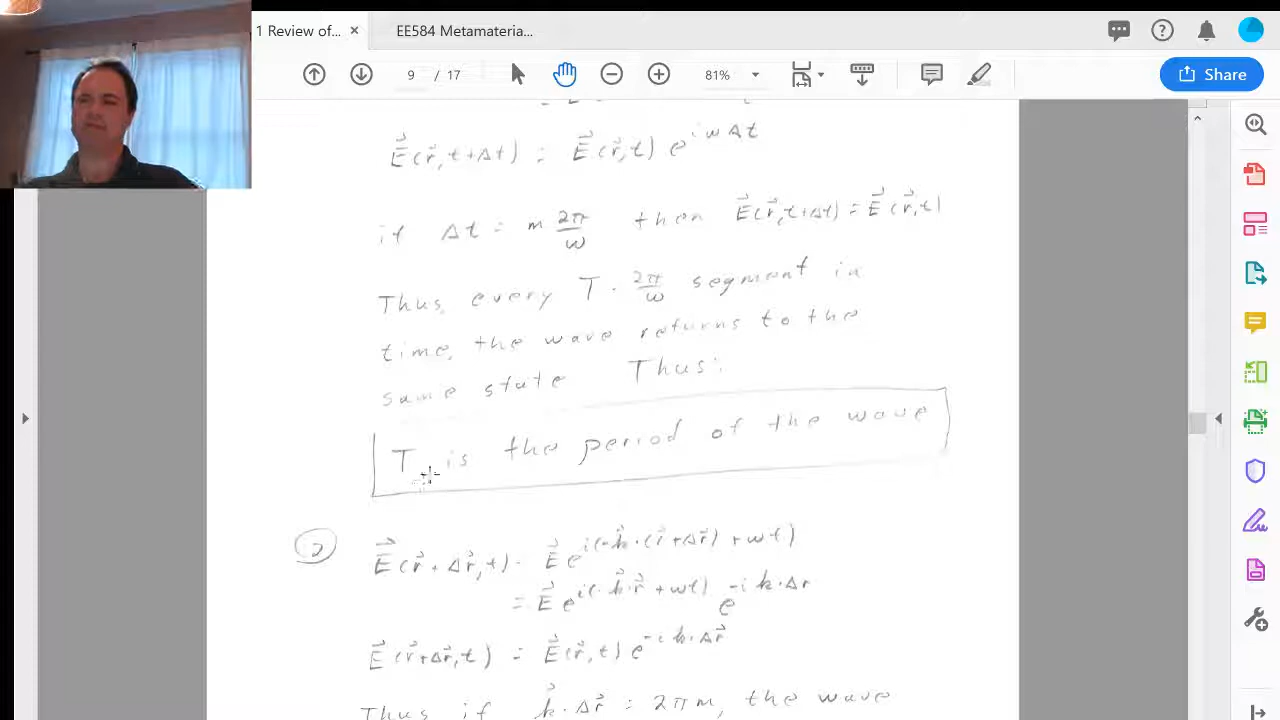 1 Review of... × EE584 Metamateria...
9 / 17 81% Share
E⃗(r⃗,t+Δt) = E⃗(r⃗,t) e^{iωΔt}
if Δt = m 2π/ω then E⃗(r⃗,t+Δt) = E⃗(r⃗,t)
Thus, every T = 2π/ω segment in
time, the wave returns to the
same state Thus:
T is the period of the wave
② E⃗(r⃗+Δr⃗,t) = E⃗ e^{i(-k⃗·(r⃗+Δr⃗)+ωt)}
= E⃗ e^{i(-k⃗·r⃗+ωt)} e^{-ik·Δr}
E⃗(r⃗+Δr⃗,t) = E⃗(r⃗,t) e^{-ik·Δr⃗}
Thus if k⃗·Δr⃗ = 2πm, the wave